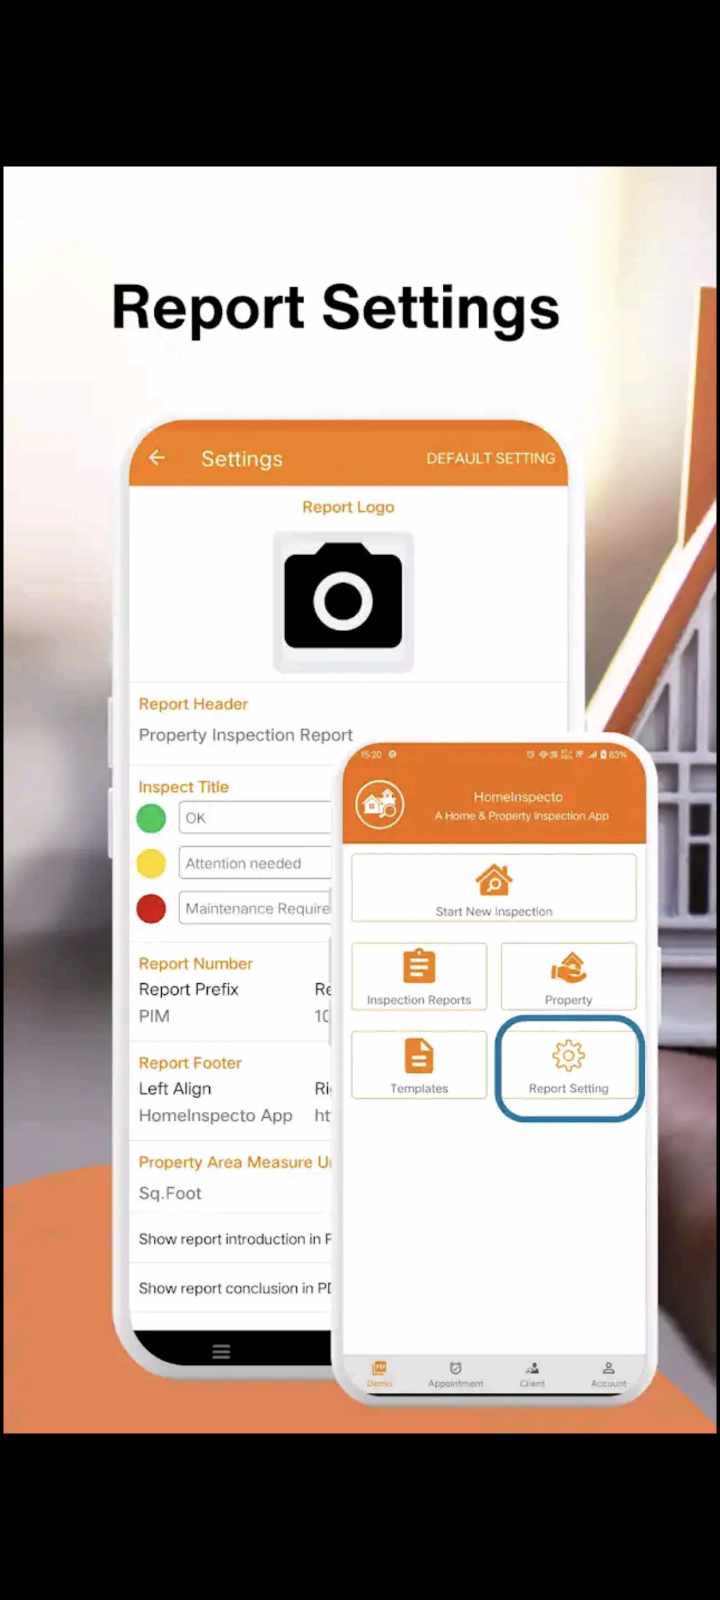 Report Settings
Settings
DEFAULT SETTING
Report Logo
Report Header
Property Inspection Report
Inspect Title
OK
Attention needed
Maintenance Require
Report Number
Report Prefix
Re
PIM
10
Report Footer
Left Align
Ri
HomeInspecto App
ht
Property Area Measure U
Sq.Foot
Show report introduction in P
Show report conclusion in PD
15:20
83%
HomeInspecto
A Home & Property Inspection App
Start New Inspection
Inspection Reports
Property
Templates
Report Setting
Demo
Appointment
Client
Account